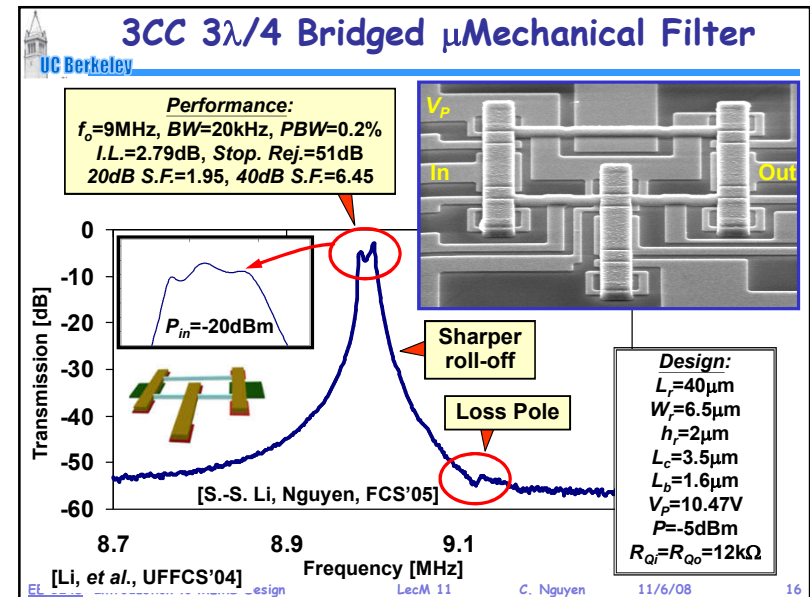 3CC 3λ/4 Bridged μMechanical Filter
UC Berkeley
Performance:
fo=9MHz, BW=20kHz, PBW=0.2%
I.L.=2.79dB, Stop. Rej.=51dB
20dB S.F.=1.95, 40dB S.F.=6.45
VP
In
Out
Transmission [dB]
0
-10
-20
-30
-40
-50
-60
Pin=-20dBm
Sharper
roll-off
Loss Pole
[S.-S. Li, Nguyen, FCS'05]
Design:
Lr=40μm
Wr=6.5μm
hr=2μm
Lc=3.5μm
Lb=1.6μm
VP=10.47V
P=-5dBm
RQi=RQo=12kΩ
8.7
8.9
9.1
Frequency [MHz]
[Li, et al., UFFCS'04]
esign
LecM 11
C. Nguyen
11/6/08
16